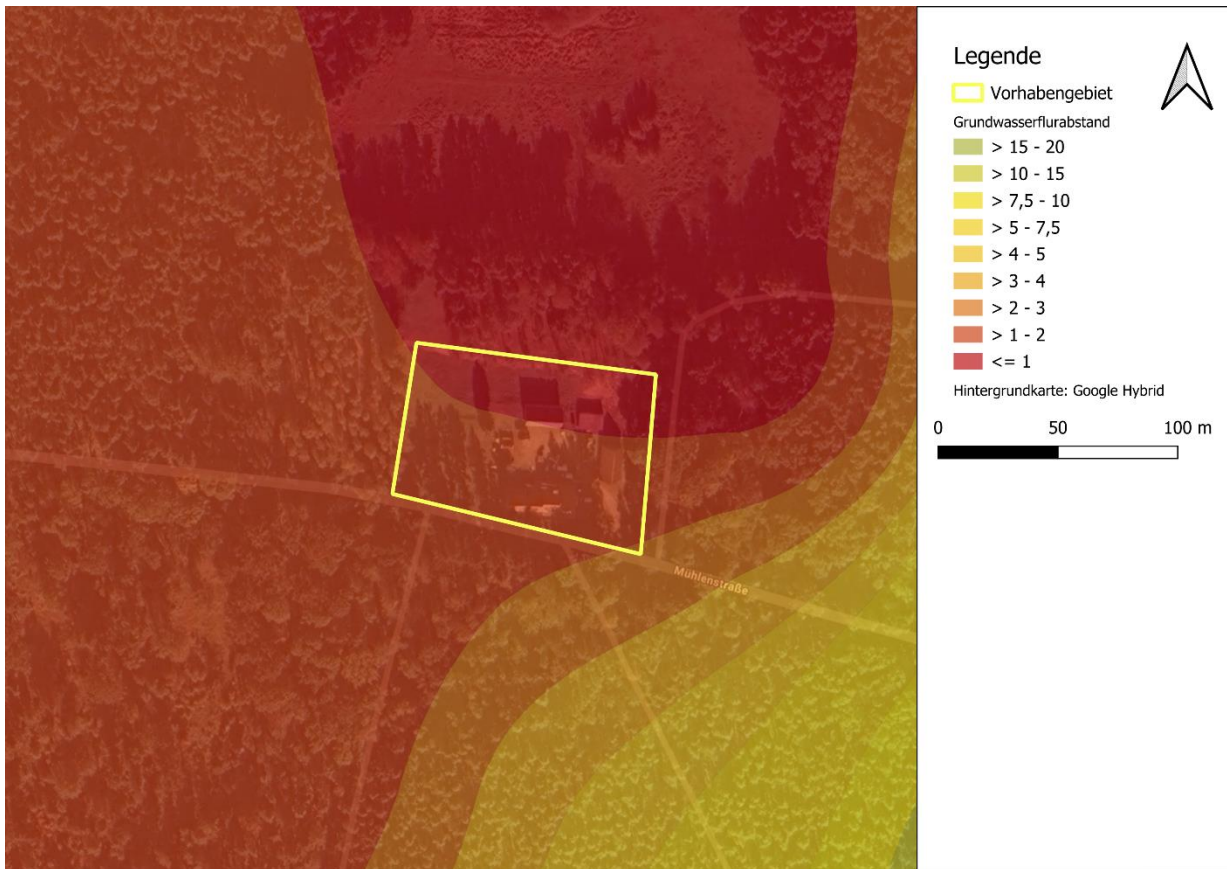 Legende
Vorhabengebiet
Grundwasserflurabstand
> 15 - 20
> 10 - 15
> 7,5 - 10
> 5 - 7,5
> 4 - 5
> 3 - 4
> 2 - 3
> 1 - 2
<= 1
Hintergrundkarte: Google Hybrid
0 50 100 m
Mühlenstraße